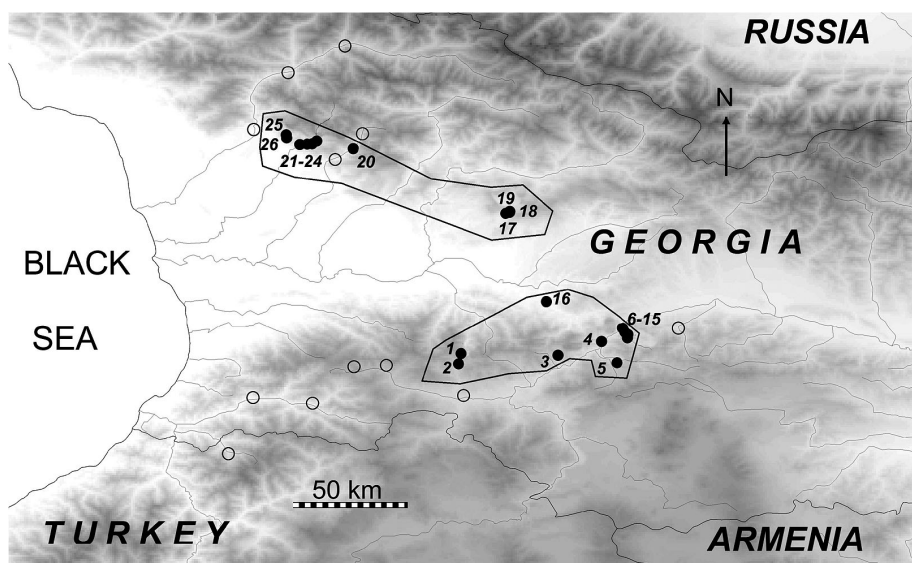 RUSSIA
N
25
26
21-24
20
19
18
17
GEORGIA
BLACK
SEA
16
6-15
1
4
2
3
5
50 km
TURKEY
ARMENIA